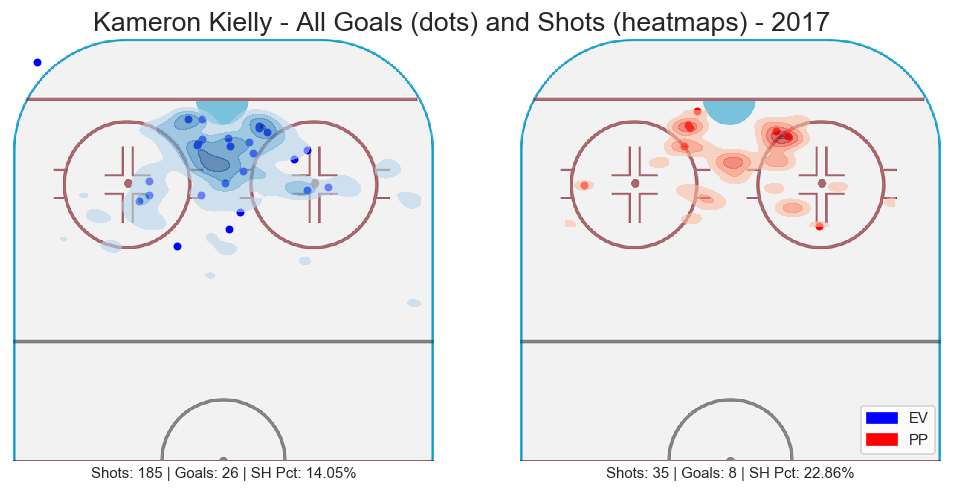 Kameron Kielly - All Goals (dots) and Shots (heatmaps) - 2017
EV
PP
Shots: 185 | Goals: 26 | SH Pct: 14.05%
Shots: 35 | Goals: 8 | SH Pct: 22.86%